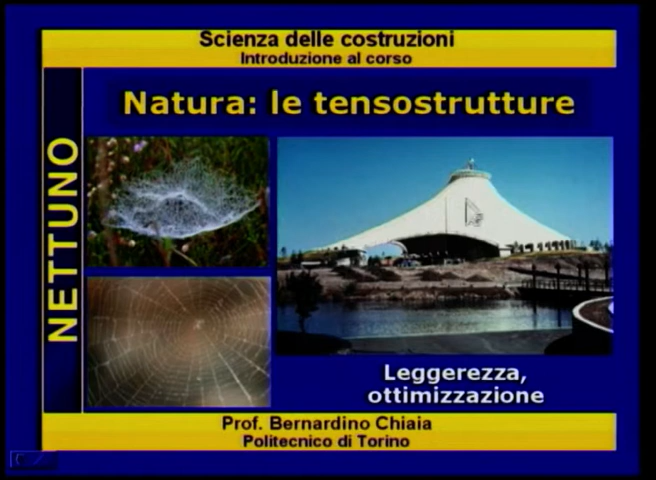 Scienza delle costruzioni
Introduzione al corso
Natura: le tensostrutture
NETTUNO
Leggerezza,
ottimizzazione
Prof. Bernardino Chiaia
Politecnico di Torino